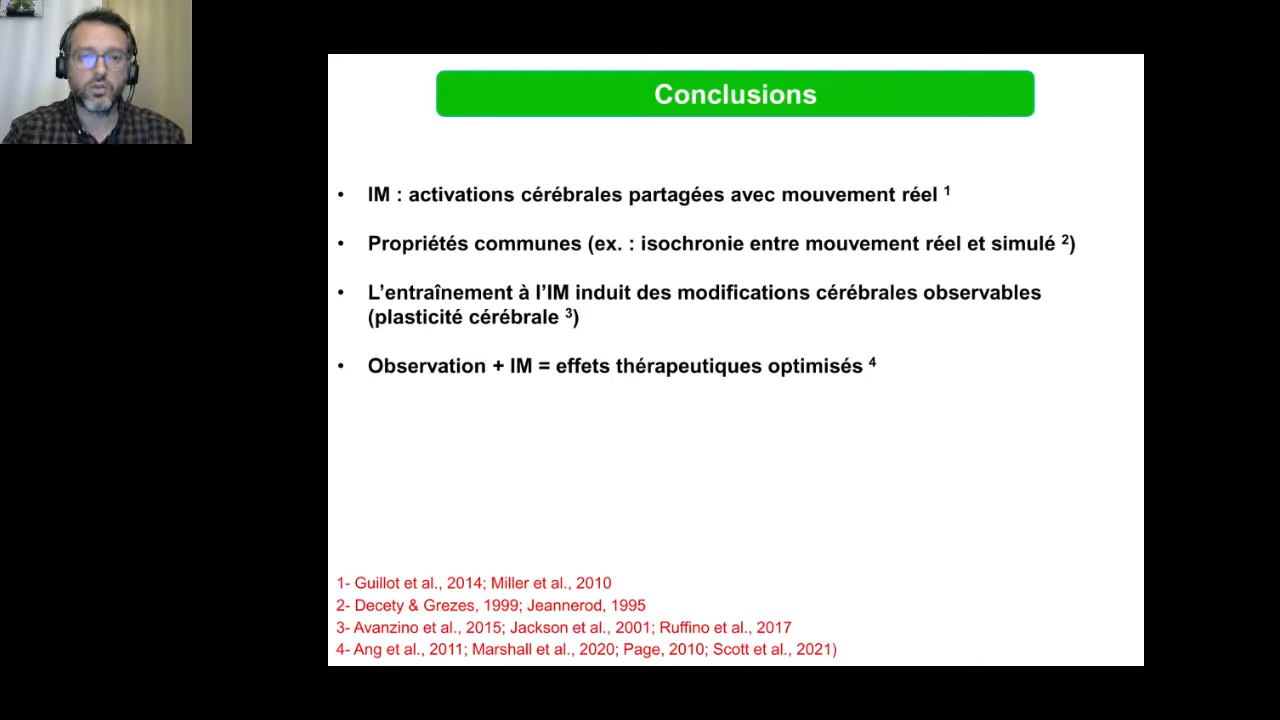 Conclusions
• IM : activations cérébrales partagées avec mouvement réel ¹
• Propriétés communes (ex. : isochronie entre mouvement réel et simulé ²)
• L’entraînement à l’IM induit des modifications cérébrales observables
(plasticité cérébrale ³)
• Observation + IM = effets thérapeutiques optimisés ⁴
1- Guillot et al., 2014; Miller et al., 2010
2- Decety & Grezes, 1999; Jeannerod, 1995
3- Avanzino et al., 2015; Jackson et al., 2001; Ruffino et al., 2017
4- Ang et al., 2011; Marshall et al., 2020; Page, 2010; Scott et al., 2021)